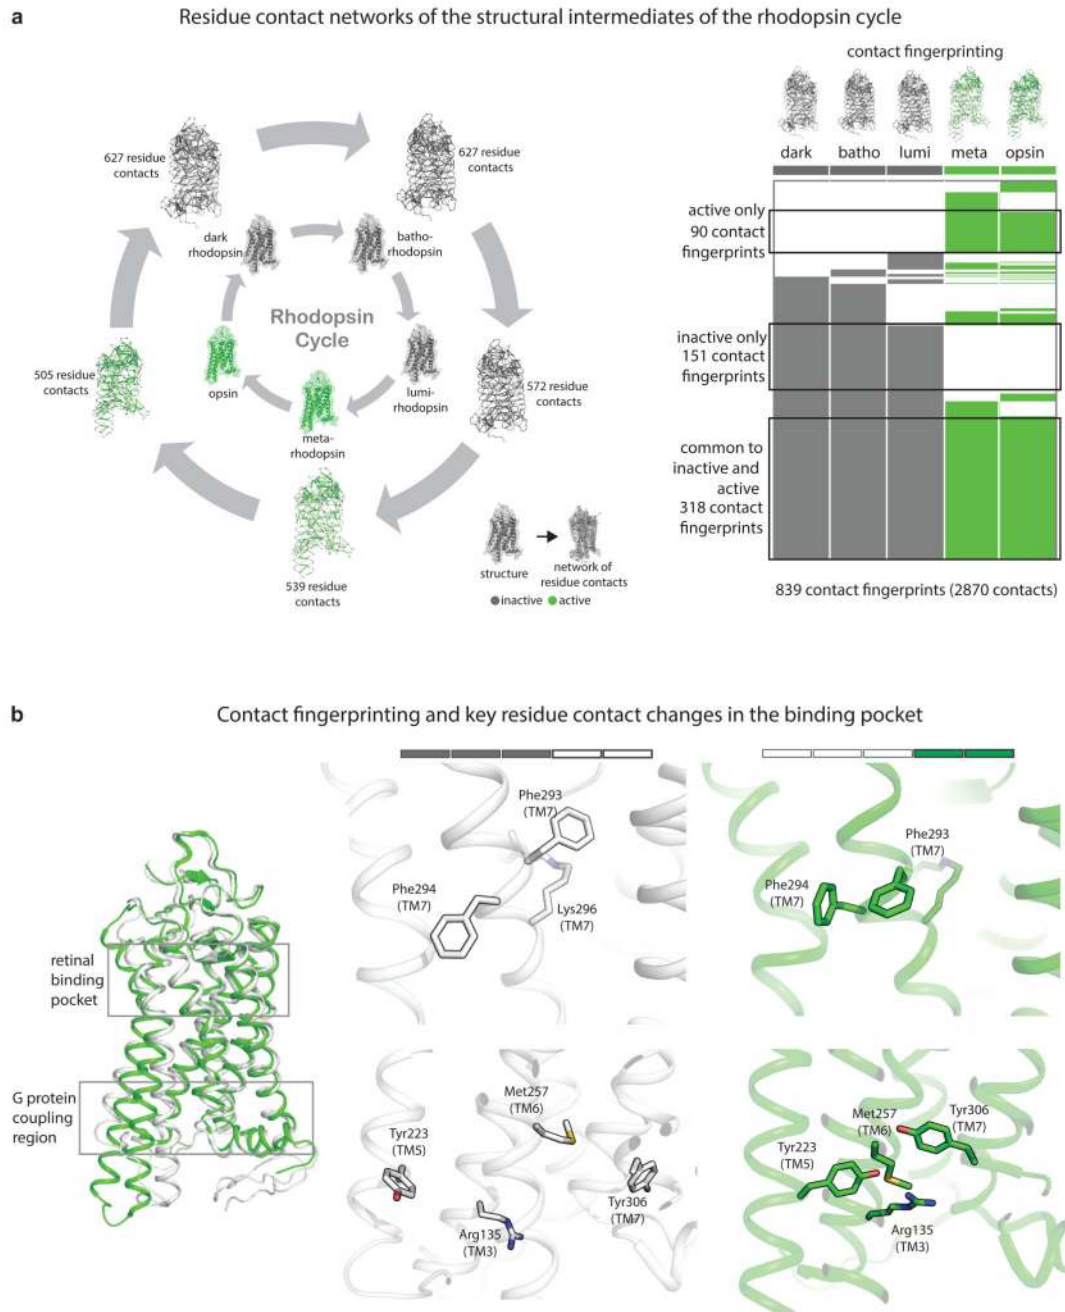 a
Residue contact networks of the structural intermediates of the rhodopsin cycle
627 residue
contacts
627 residue
contacts
dark
rhodopsin
batho-
rhodopsin
Rhodopsin
Cycle
505 residue
contacts
opsin
lumi-
rhodopsin
572 residue
contacts
meta-
rhodopsin
539 residue
contacts
structure
network of
residue contacts
inactive
active
contact fingerprinting
dark
batho
lumi
meta
opsin
active only
90 contact
fingerprints
inactive only
151 contact
fingerprints
common to
inactive and
active
318 contact
fingerprints
839 contact fingerprints (2870 contacts)
b
Contact fingerprinting and key residue contact changes in the binding pocket
retinal
binding
pocket
G protein
coupling
region
Phe293
(TM7)
Phe294
(TM7)
Lys296
(TM7)
Phe293
(TM7)
Phe294
(TM7)
Met257
(TM6)
Tyr223
(TM5)
Tyr306
(TM7)
Arg135
(TM3)
Met257
(TM6)
Tyr306
(TM7)
Tyr223
(TM5)
Arg135
(TM3)